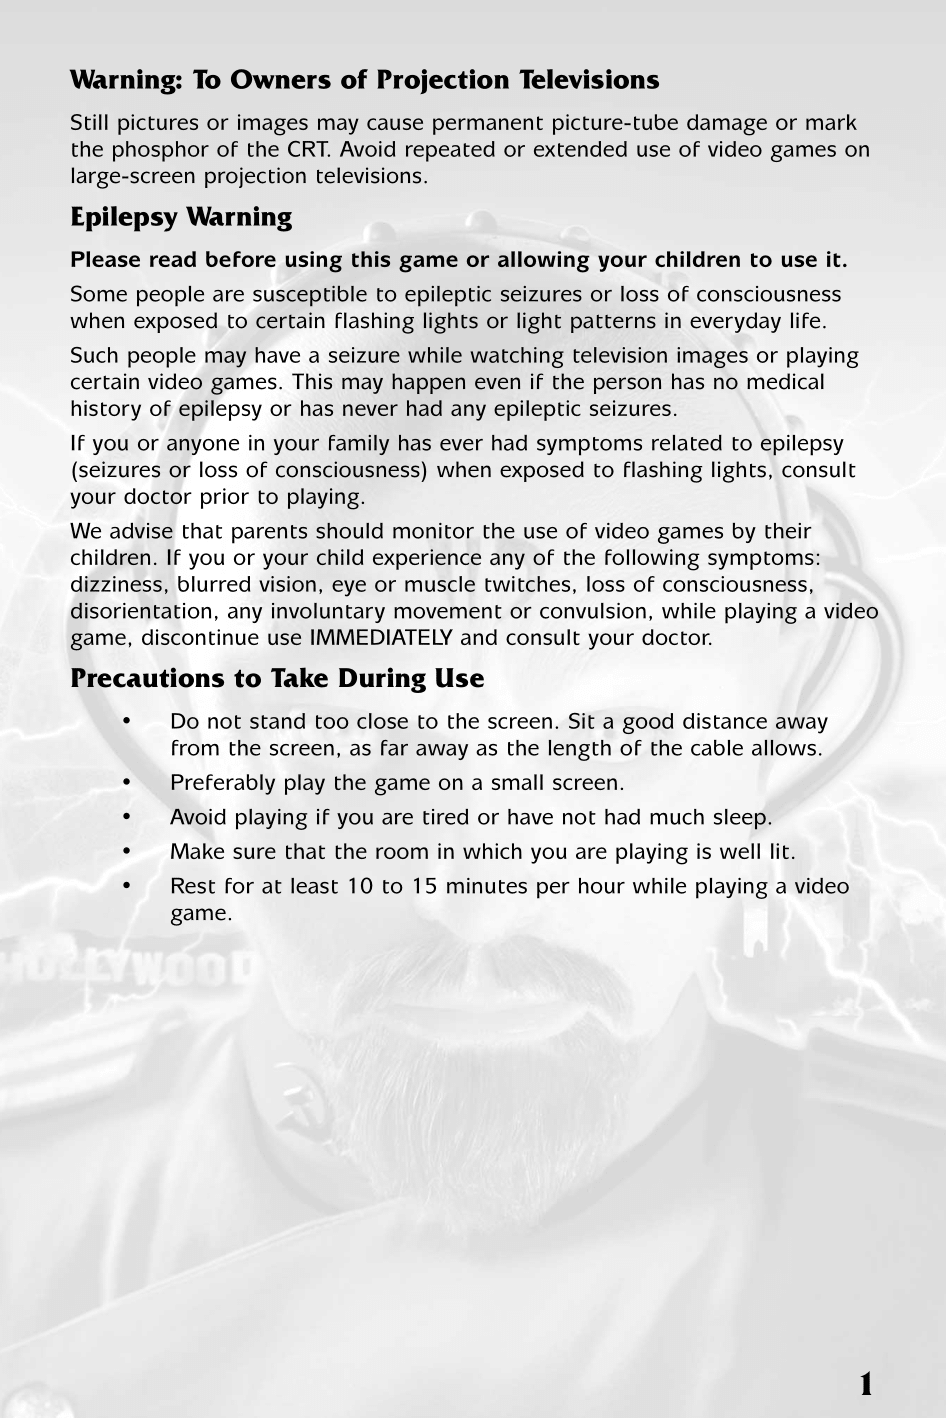 Warning: To Owners of Projection Televisions
Still pictures or images may cause permanent picture-tube damage or mark
the phosphor of the CRT. Avoid repeated or extended use of video games on
large-screen projection televisions.
Epilepsy Warning
Please read before using this game or allowing your children to use it.
Some people are susceptible to epileptic seizures or loss of consciousness
when exposed to certain flashing lights or light patterns in everyday life.
Such people may have a seizure while watching television images or playing
certain video games. This may happen even if the person has no medical
history of epilepsy or has never had any epileptic seizures.
If you or anyone in your family has ever had symptoms related to epilepsy
(seizures or loss of consciousness) when exposed to flashing lights, consult
your doctor prior to playing.
We advise that parents should monitor the use of video games by their
children. If you or your child experience any of the following symptoms:
dizziness, blurred vision, eye or muscle twitches, loss of consciousness,
disorientation, any involuntary movement or convulsion, while playing a video
game, discontinue use IMMEDIATELY and consult your doctor.
Precautions to Take During Use
• Do not stand too close to the screen. Sit a good distance away
from the screen, as far away as the length of the cable allows.
• Preferably play the game on a small screen.
• Avoid playing if you are tired or have not had much sleep.
• Make sure that the room in which you are playing is well lit.
• Rest for at least 10 to 15 minutes per hour while playing a video
game.
HOLLYWOOD
1